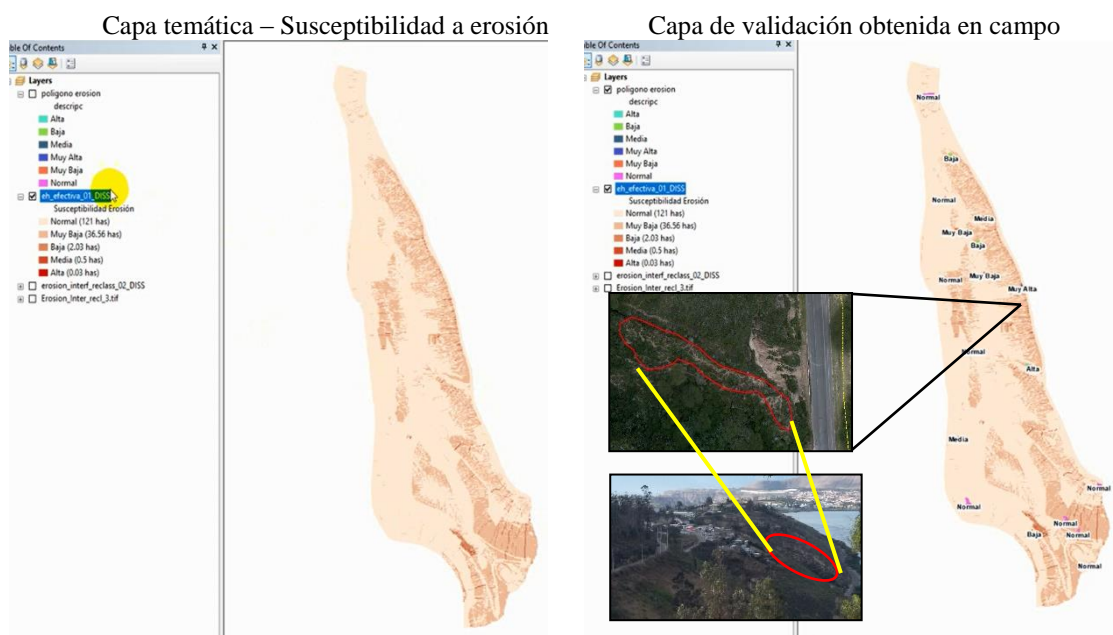 Capa temática – Susceptibilidad a erosión
ble Of Contents
Layers
poligono erosion
descripc
Alta
Baja
Media
Muy Alta
Muy Baja
Normal
eh_efectiva_01_DISS
Susceptibilidad Erosión
Normal (121 has)
Muy Baja (36.56 has)
Baja (2.03 has)
Media (0.5 has)
Alta (0.03 has)
erosion_interf_reclass_02_DISS
Erosion_Inter_recl_3.tif
Capa de validación obtenida en campo
ble Of Contents
Layers
poligono erosion
descripc
Alta
Baja
Media
Muy Alta
Muy Baja
Normal
eh_efectiva_01_DISS
Susceptibilidad Erosión
Normal (121 has)
Muy Baja (36.56 has)
Baja (2.03 has)
Media (0.5 has)
Alta (0.03 has)
erosion_interf_reclass_02_DISS
Erosion_Inter_recl_3.tif
Normal
Baja
Normal
Media
Muy Baja
Baja
Normal
Muy Baja
Muy Alta
Normal
Alta
Media
Normal
Normal
Normal
Baja
Normal
Normal